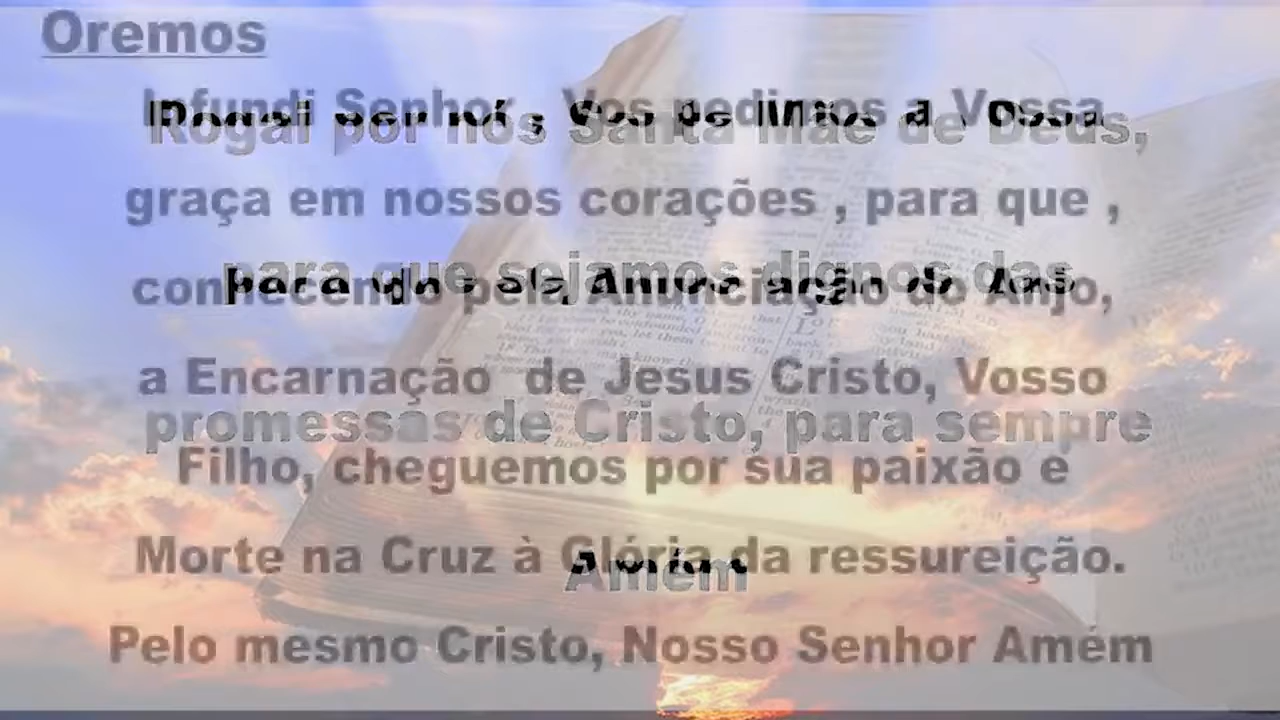 Oremos
Infundi Senhor, Vos pedimos a Vossa
Rogai por nós Santa Mãe de Deus,
graça em nossos corações , para que ,
para que sejamos dignos das
conhecendo pela Anunciação do Anjo,
a Encarnação de Jesus Cristo, Vosso
promessas de Cristo, para sempre
Filho, cheguemos por sua paixão e
Morte na Cruz à Glória da ressureição.
Amém
Pelo mesmo Cristo, Nosso Senhor Amém